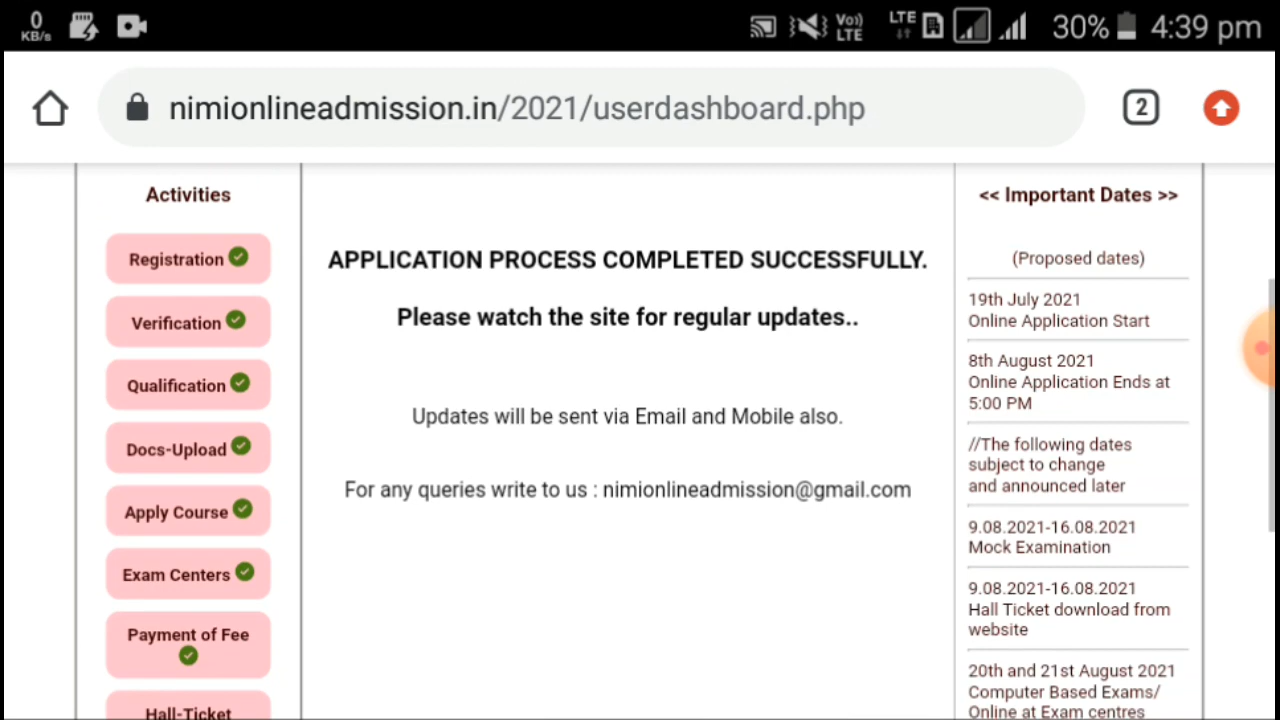 0
KB/s
Vo))
LTE
LTE
30%
4:39 pm
nimionlineadmission.in/2021/userdashboard.php
2
Activities
Registration
Verification
Qualification
Docs-Upload
Apply Course
Exam Centers
Payment of Fee
Hall-Ticket
APPLICATION PROCESS COMPLETED SUCCESSFULLY.
Please watch the site for regular updates..
Updates will be sent via Email and Mobile also.
For any queries write to us : nimionlineadmission@gmail.com
<< Important Dates >>
(Proposed dates)
19th July 2021
Online Application Start
8th August 2021
Online Application Ends at
5:00 PM
//The following dates
subject to change
and announced later
9.08.2021-16.08.2021
Mock Examination
9.08.2021-16.08.2021
Hall Ticket download from
website
20th and 21st August 2021
Computer Based Exams/
Online at Exam centres